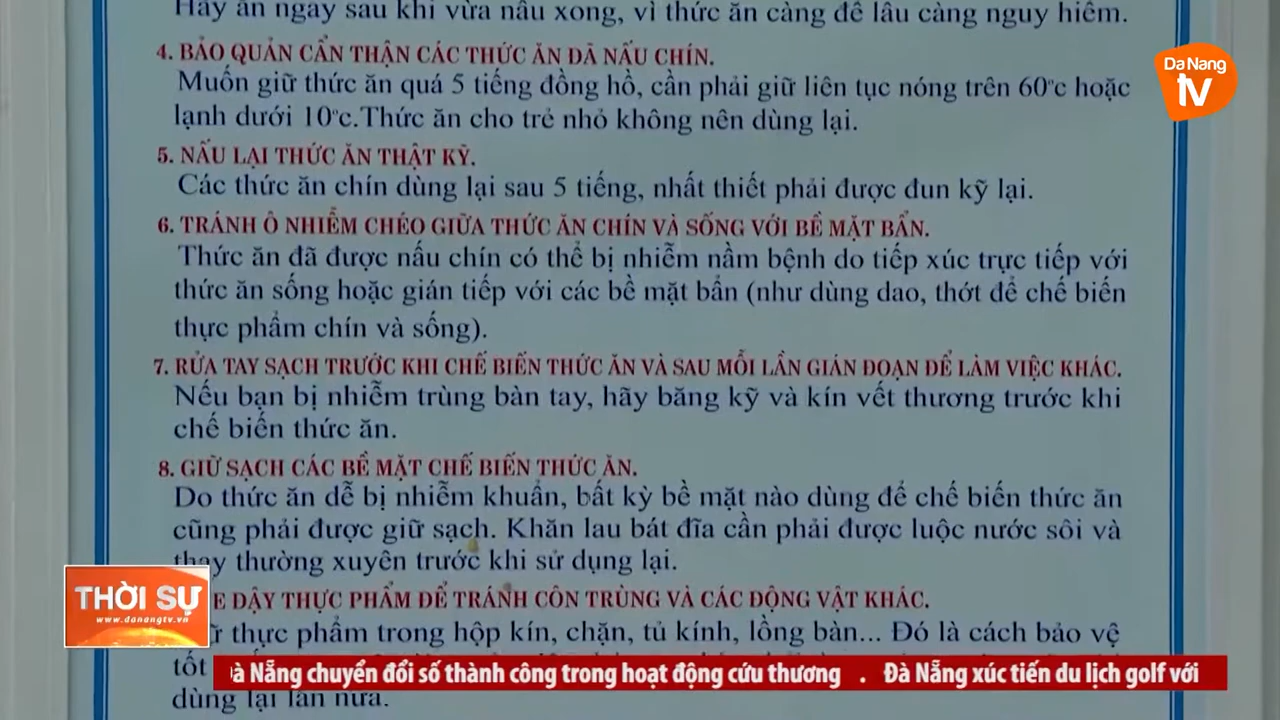 Hãy ăn ngay sau khi vừa nấu xong, vì thức ăn càng để lâu càng nguy hiểm.
4. BẢO QUẢN CẨN THẬN CÁC THỨC ĂN ĐÃ NẤU CHÍN.
Muốn giữ thức ăn quá 5 tiếng đồng hồ, cần phải giữ liên tục nóng trên 60ºc hoặc
lạnh dưới 10ºc.Thức ăn cho trẻ nhỏ không nên dùng lại.
5. NẤU LẠI THỨC ĂN THẬT KỸ.
Các thức ăn chín dùng lại sau 5 tiếng, nhất thiết phải được đun kỹ lại.
6. TRÁNH Ô NHIỄM CHÉO GIỮA THỨC ĂN CHÍN VÀ SỐNG VỚI BỀ MẶT BẨN.
Thức ăn đã được nấu chín có thể bị nhiễm nầm bệnh do tiếp xúc trực tiếp với
thức ăn sống hoặc gián tiếp với các bề mặt bẩn (như dùng dao, thớt để chế biến
thực phẩm chín và sống).
7. RỬA TAY SẠCH TRƯỚC KHI CHẾ BIẾN THỨC ĂN VÀ SAU MỖI LẦN GIÁN ĐOẠN ĐỂ LÀM VIỆC KHÁC.
Nếu bạn bị nhiễm trùng bàn tay, hãy băng kỹ và kín vết thương trước khi
chế biến thức ăn.
8. GIỮ SẠCH CÁC BỀ MẶT CHẾ BIẾN THỨC ĂN.
Do thức ăn dễ bị nhiễm khuẩn, bất kỳ bề mặt nào dùng để chế biến thức ăn
cũng phải được giữ sạch. Khăn lau bát đĩa cần phải được luộc nước sôi và
thay thường xuyên trước khi sử dụng lại.
E DẬY THỰC PHẨM ĐỂ TRÁNH CÔN TRÙNG VÀ CÁC ĐỘNG VẬT KHÁC.
thực phẩm trong hộp kín, chặn, tủ kính, lồng bàn... Đó là cách bảo vệ
tốt
dùng lại lần nữa.
Da Nang
TV
THỜI SỰ
www.danangtv.vn
Đà Nẵng chuyển đổi số thành công trong hoạt động cứu thương . Đà Nẵng xúc tiến du lịch golf với